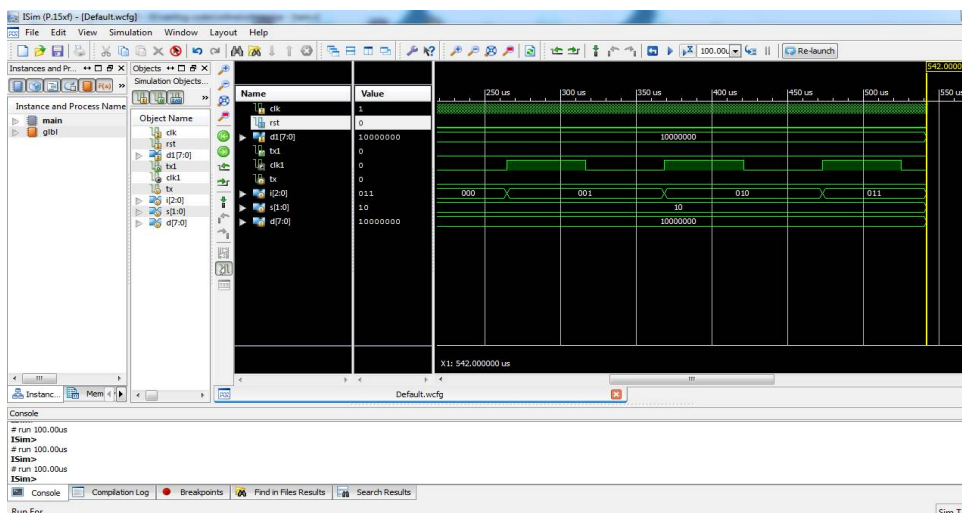 ISim (P.15xf) - [Default.wcfg]
File Edit View Simulation Window Layout Help
100.00u Re-launch
Instances and Pr...
Objects
Simulation Objects...
Instance and Process Name
main
glbl
Object Name
clk
rst
d1[7:0]
tx1
clk1
tx
i[2:0]
s[1:0]
d[7:0]
Name Value
clk 1
rst 0
d1[7:0] 10000000
tx1 0
clk1 0
tx 0
i[2:0] 011
s[1:0] 10
d[7:0] 10000000
542.0000
250 us 300 us 350 us 400 us 450 us 500 us 550 us
10000000
000 001 010 011
10
10000000
X1: 542.000000 us
Instanc... Mem
Default.wcfg
Console
# run 100.00us
ISim>
# run 100.00us
ISim>
# run 100.00us
ISim>
Console Compilation Log Breakpoints Find in Files Results Search Results
Run For
Sim T